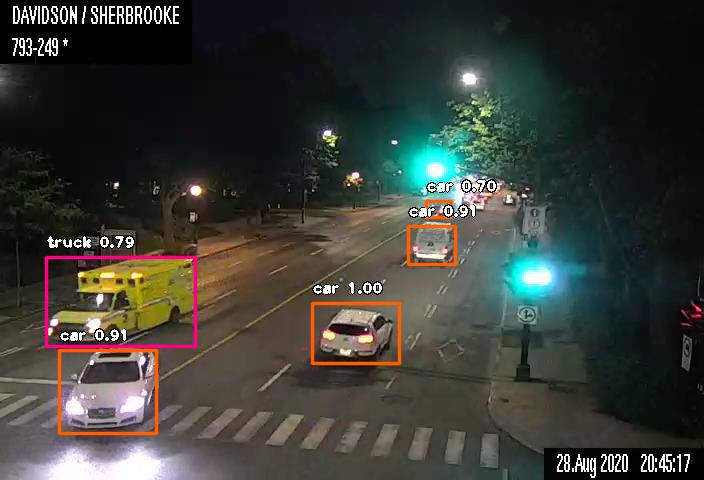 DAVIDSON / SHERBROOKE
793-249 *
car 0.70
car 0.91
truck 0.79
car 1.00
car 0.91
28.Aug 2020 20:45:17